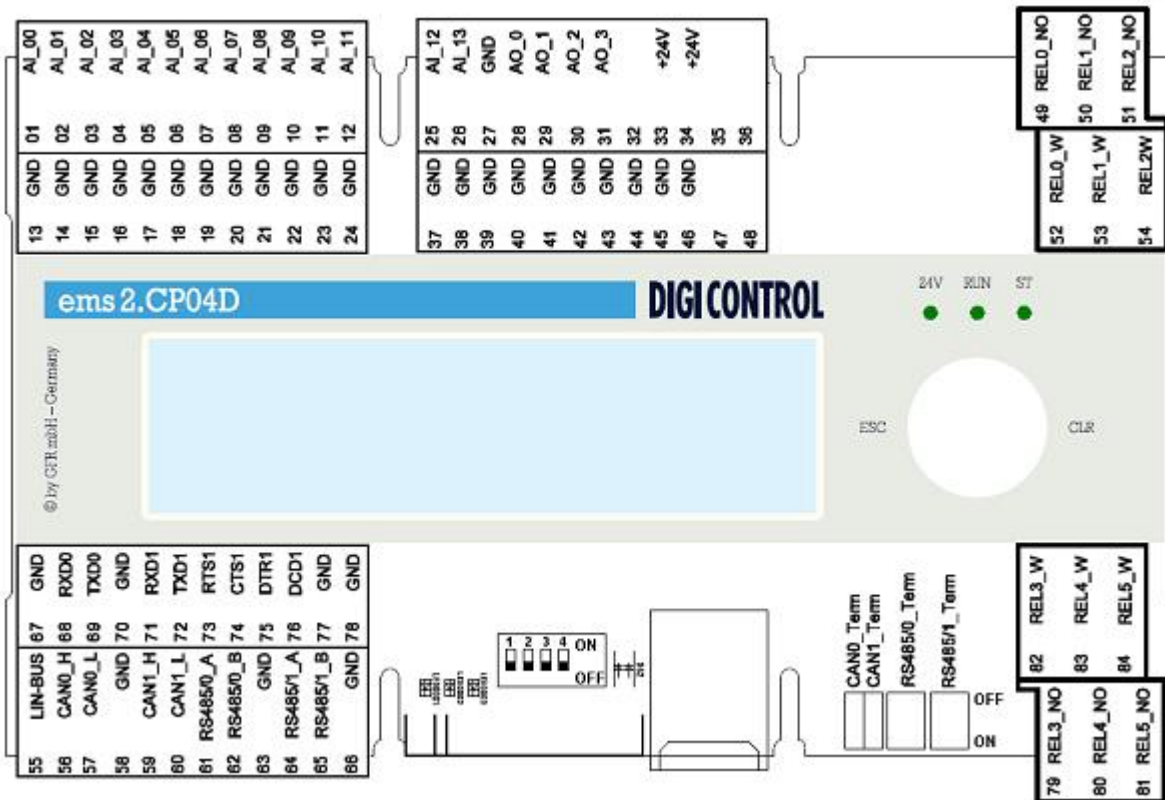 01 AI_00
02 AI_01
03 AI_02
04 AI_03
05 AI_04
06 AI_05
07 AI_06
08 AI_07
09 AI_08
10 AI_09
11 AI_10
12 AI_11
13 GND
14 GND
15 GND
16 GND
17 GND
18 GND
19 GND
20 GND
21 GND
22 GND
23 GND
24 GND
25 AI_12
26 AI_13
27 GND
28 AO_0
29 AO_1
30 AO_2
31 AO_3
32
33 +24V
34 +24V
35
36
37 GND
38 GND
39 GND
40 GND
41 GND
42 GND
43 GND
44 GND
45 GND
46 GND
47
48
49 REL0_NO
50 REL1_NO
51 REL2_NO
52 REL0_W
53 REL1_W
54 REL2W
ems 2.CP04D
DIGI CONTROL
24V RUN ST
© by GFR mbH – Germany
ESC
CLR
67 GND
68 RXD0
69 TXD0
70 GND
71 RXD1
72 TXD1
73 RTS1
74 CTS1
75 DTR1
76 DCD1
77 GND
78 GND
55 LIN-BUS
56 CAN0_H
57 CAN0_L
58 GND
59 CAN1_H
60 CAN1_L
61 RS485/0_A
62 RS485/0_B
63 GND
64 RS485/1_A
65 RS485/1_B
66 GND
1 2 3 4 ON
OFF
CAN0_Term
CAN1_Term
RS485/0_Term
RS485/1_Term
OFF
ON
82 REL3_W
83 REL4_W
84 REL5_W
79 REL3_NO
80 REL4_NO
81 REL5_NO